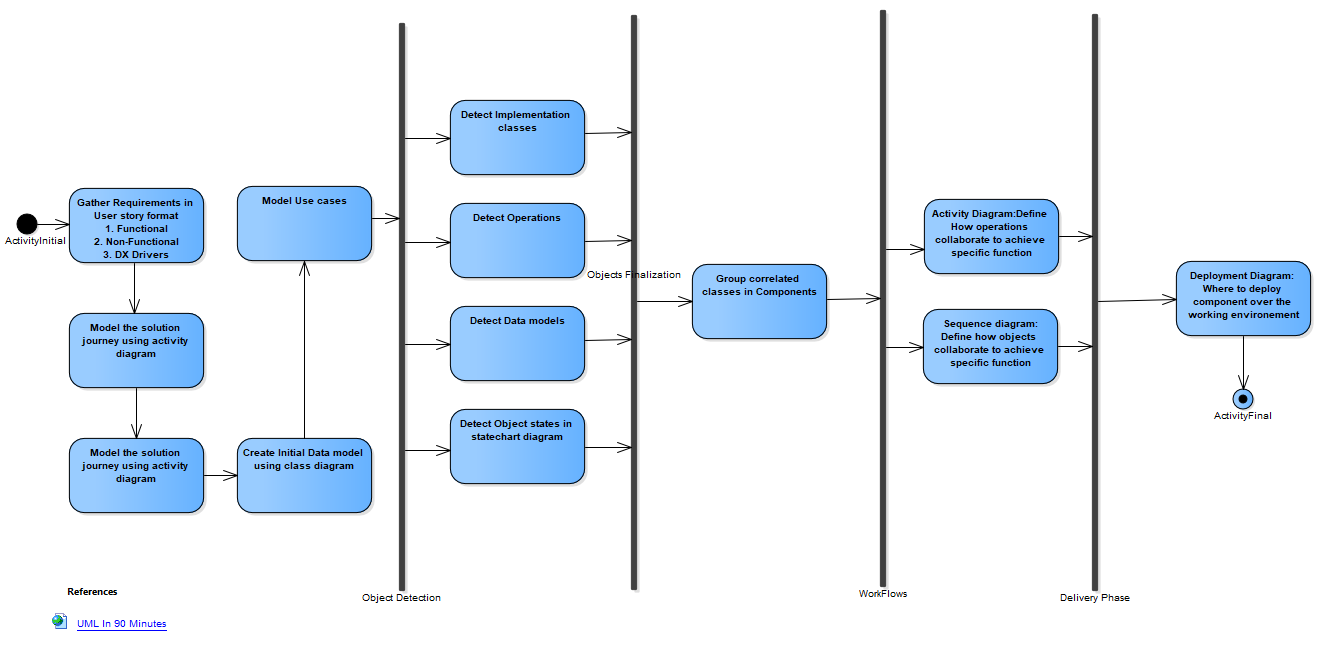 ActivityInitial
Gather Requirements in
User story format
1. Functional
2. Non-Functional
3. DX Drivers
Model the solution
journey using activity
diagram
Model the solution
journey using activity
diagram
Create Initial Data model
using class diagram
Model Use cases
Object Detection
Detect Implementation
classes
Detect Operations
Detect Data models
Detect Object states in
statechart diagram
Objects Finalization
Group correlated
classes in Components
WorkFlows
Activity Diagram:Define
How operations
collaborate to achieve
specific function
Sequence diagram:
Define how objects
collaborate to achieve
specific function
Delivery Phase
Deployment Diagram:
Where to deploy
component over the
working environement
ActivityFinal
References
UML In 90 Minutes